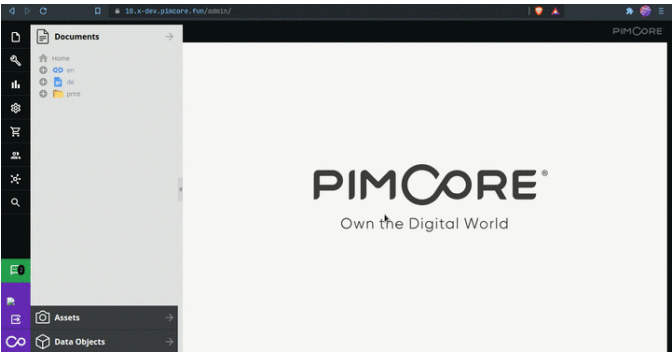 10.x-dev.pimcore.fun/admin/
PIMCORE
Documents
Home
en
de
print
PIMCORE®
Own the Digital World
Assets
Data Objects